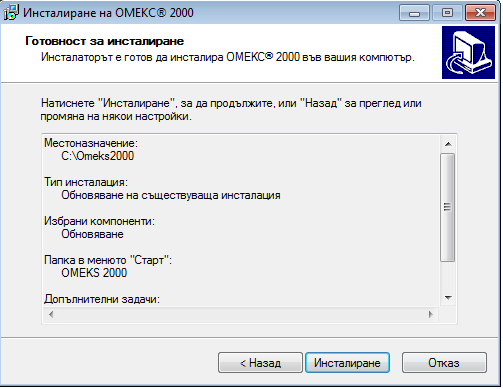 Инсталиране на ОМЕКС® 2000
Готовност за инсталиране
Инсталаторът е готов да инсталира ОМЕКС® 2000 във вашия компютър.
Натиснете "Инсталиране", за да продължите, или "Назад" за преглед или
промяна на някои настройки.
Местоназначение:
C:\Omeks2000
Тип инсталация:
Обновяване на съществуваща инсталация
Избрани компоненти:
Обновяване
Папка в менюто "Старт":
OMEKS 2000
Допълнителни задачи:
< Назад
Инсталиране
Отказ